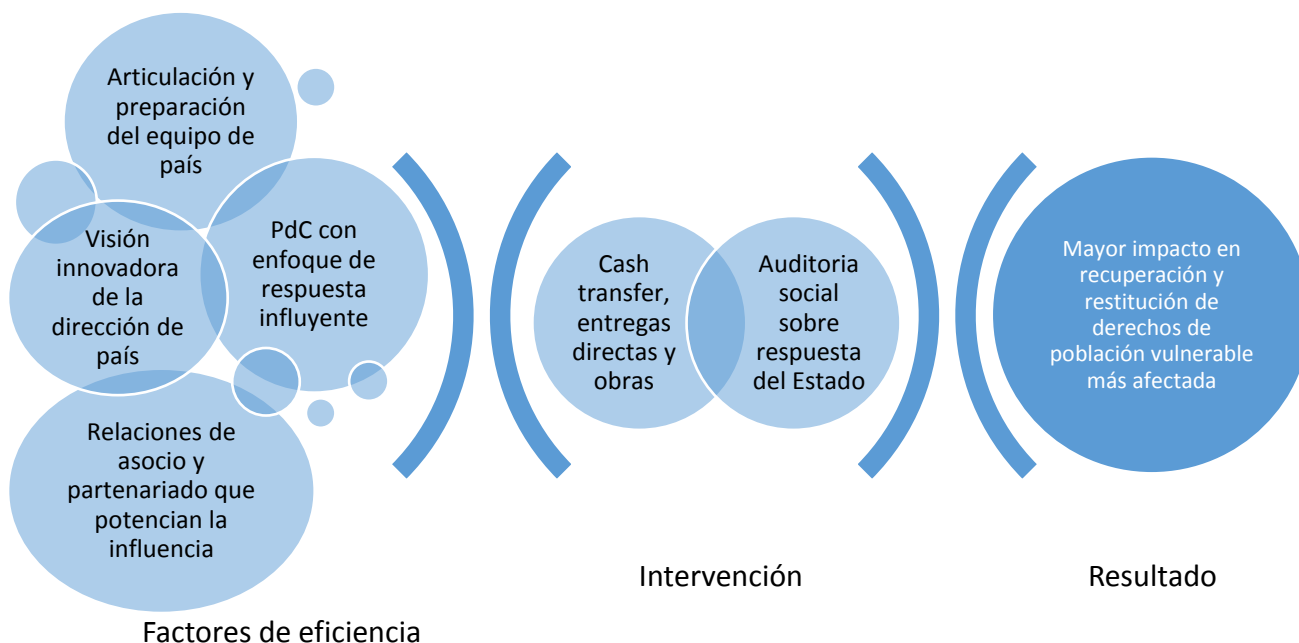 Articulación y
preparación
del equipo de
país
Visión
innovadora
de la
dirección de
país
PdC con
enfoque de
respuesta
influyente
Relaciones de
asocio y
partenariado que
potencian la
influencia
Factores de eficiencia
Cash
transfer,
entregas
directas y
obras
Auditoria
social
sobre
respuesta
del Estado
Intervención
Mayor impacto en
recuperación y
restitución de
derechos de
población vulnerable
más afectada
Resultado